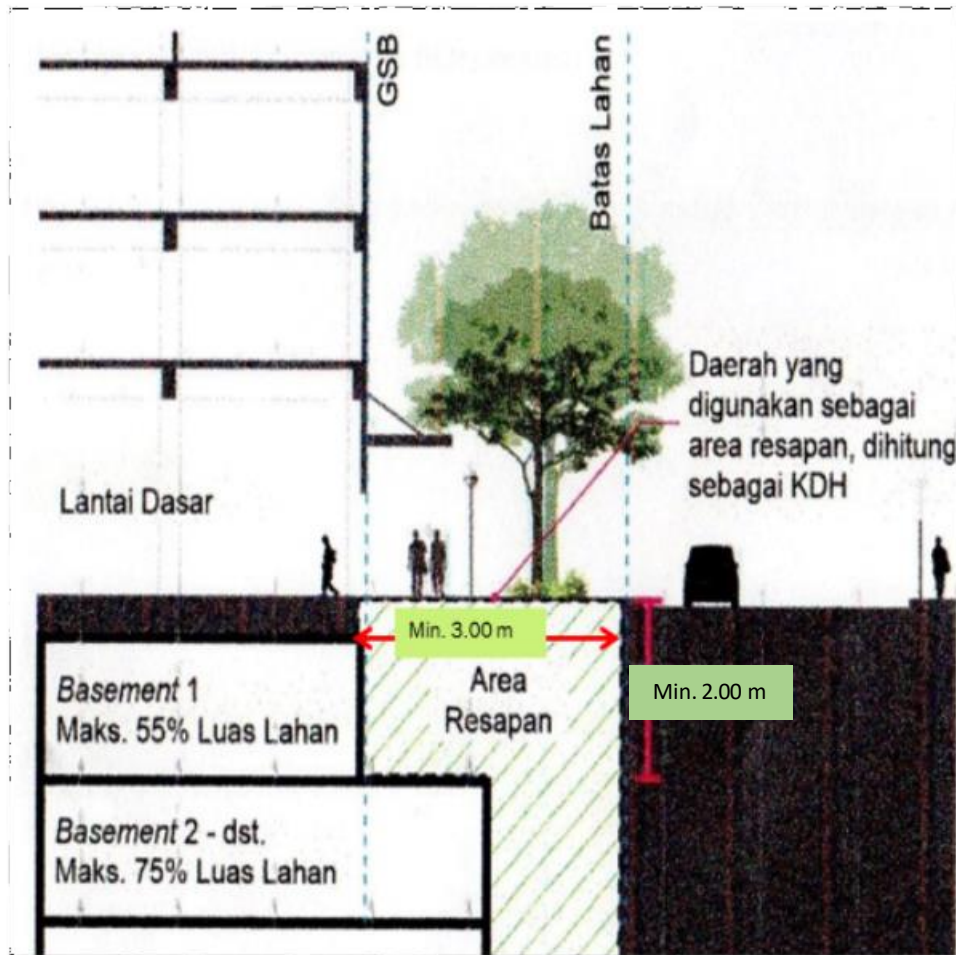 GSB
Batas Lahan
Daerah yang
digunakan sebagai
area resapan, dihitung
sebagai KDH
Lantai Dasar
Min. 3.00 m
Area
Resapan
Min. 2.00 m
Basement 1
Maks. 55% Luas Lahan
Basement 2 - dst.
Maks. 75% Luas Lahan